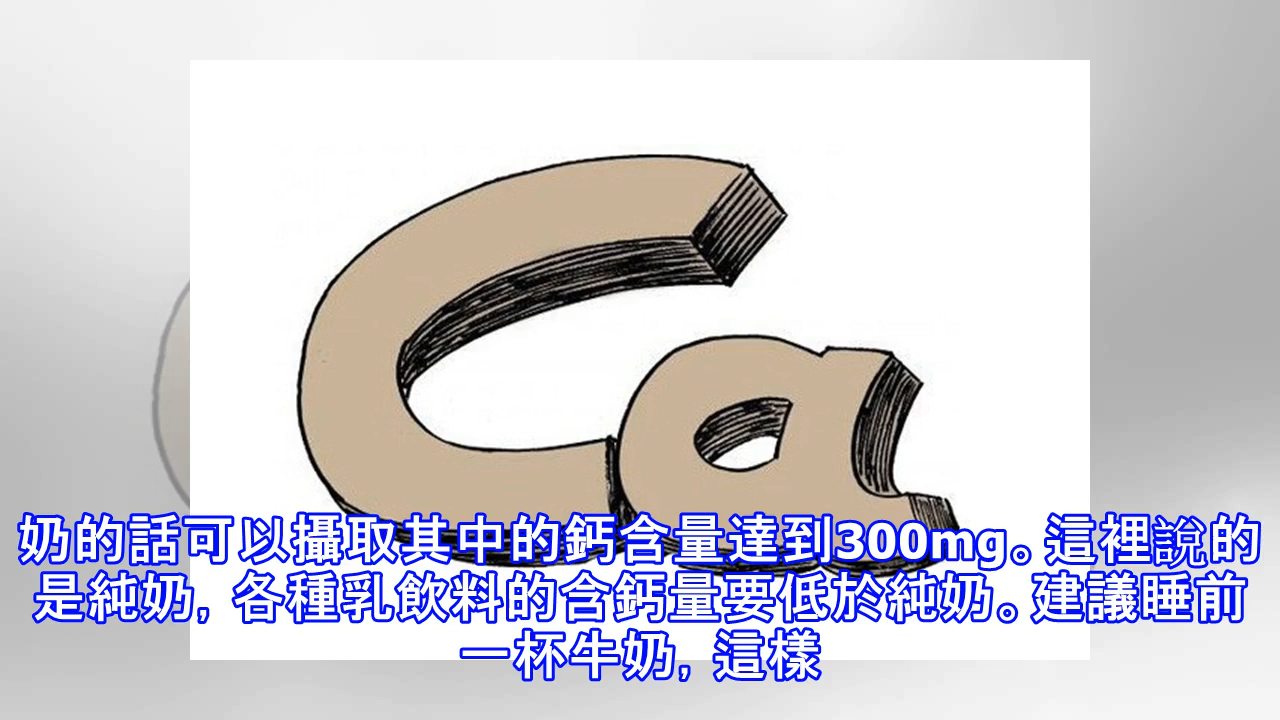 Ca
奶的話可以攝取其中的鈣含量達到300mg。這裡說的
是純奶，各種乳飲料的含鈣量要低於純奶。建議睡前
一杯牛奶，這樣